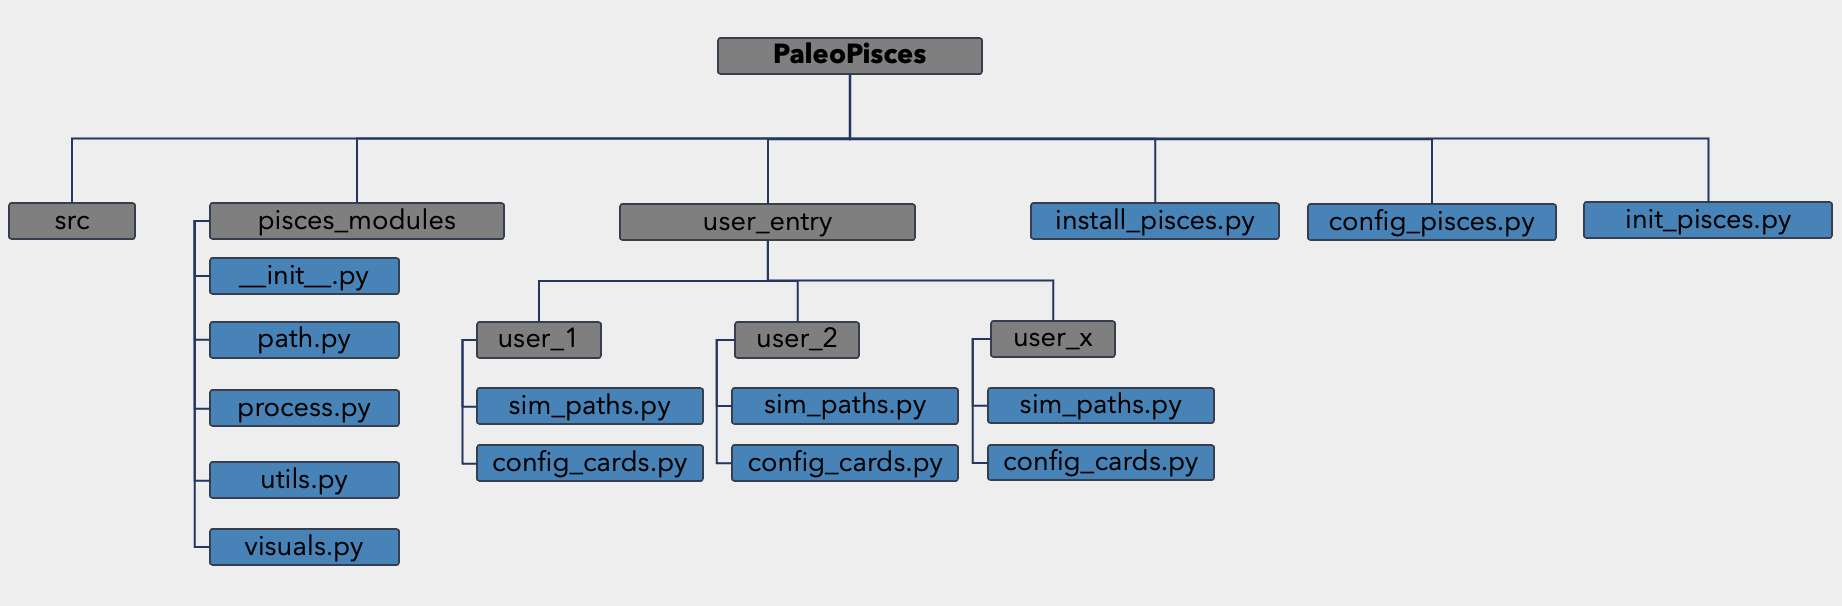 PaleoPisces
src
pisces_modules
user_entry
install_pisces.py
config_pisces.py
init_pisces.py
__init__.py
path.py
process.py
utils.py
visuals.py
user_1
sim_paths.py
config_cards.py
user_2
sim_paths.py
config_cards.py
user_x
sim_paths.py
config_cards.py